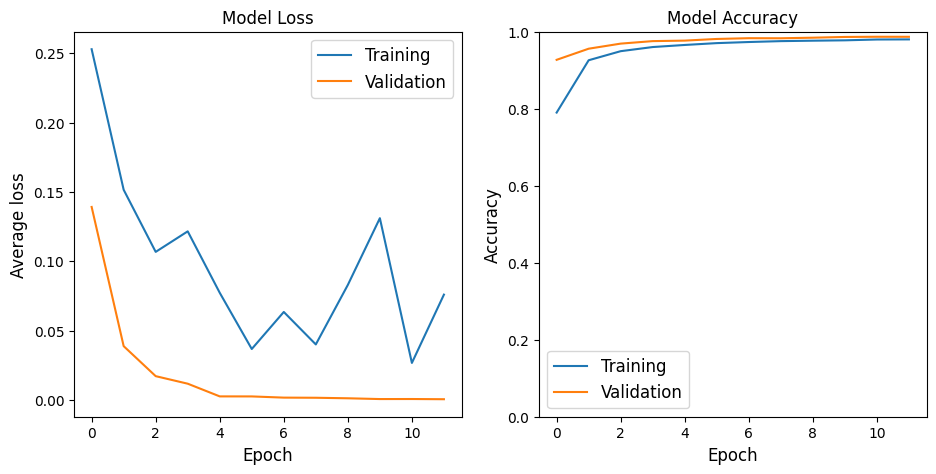 Model Loss
0.25
0.20
0.15
0.10
0.05
0.00
Average loss
Training
Validation
0 2 4 6 8 10
Epoch
Model Accuracy
1.0
0.8
0.6
0.4
0.2
0.0
Accuracy
Training
Validation
0 2 4 6 8 10
Epoch